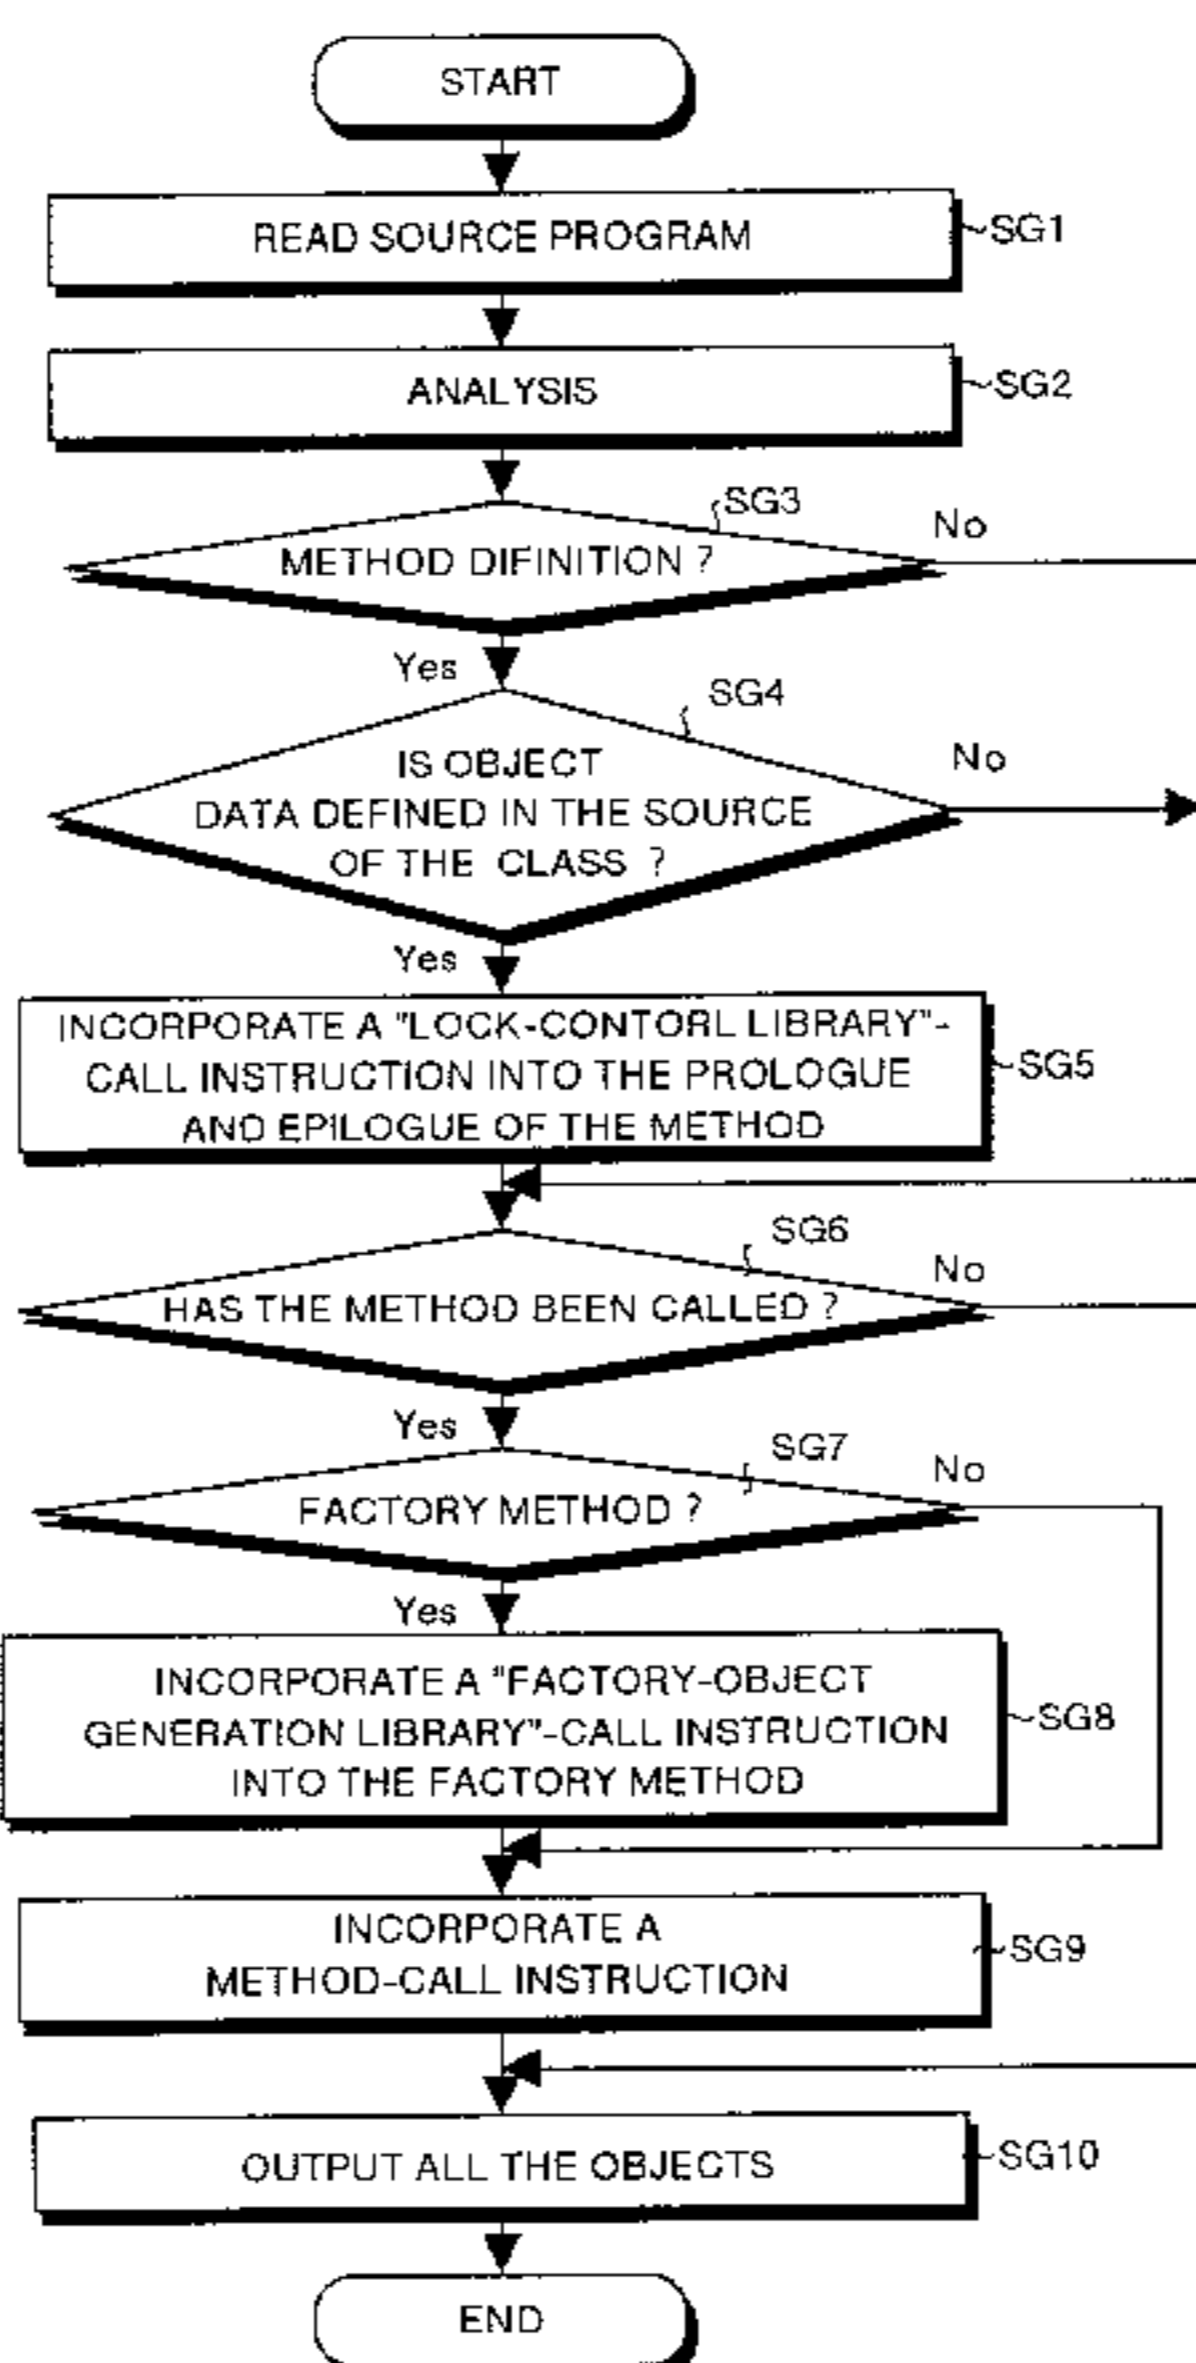 START
READ SOURCE PROGRAM
SG1
ANALYSIS
SG2
SG3
No
METHOD DIFINITION ?
Yes
SG4
No
IS OBJECT
DATA DEFINED IN THE SOURCE
OF THE CLASS ?
Yes
INCORPORATE A "LOCK-CONTORL LIBRARY"-
CALL INSTRUCTION INTO THE PROLOGUE
AND EPILOGUE OF THE METHOD
SG5
SG6
No
HAS THE METHOD BEEN CALLED ?
Yes
SG7
No
FACTORY METHOD ?
Yes
INCORPORATE A "FACTORY-OBJECT
GENERATION LIBRARY"-CALL INSTRUCTION
INTO THE FACTORY METHOD
SG8
INCORPORATE A
METHOD-CALL INSTRUCTION
SG9
OUTPUT ALL THE OBJECTS
SG10
END